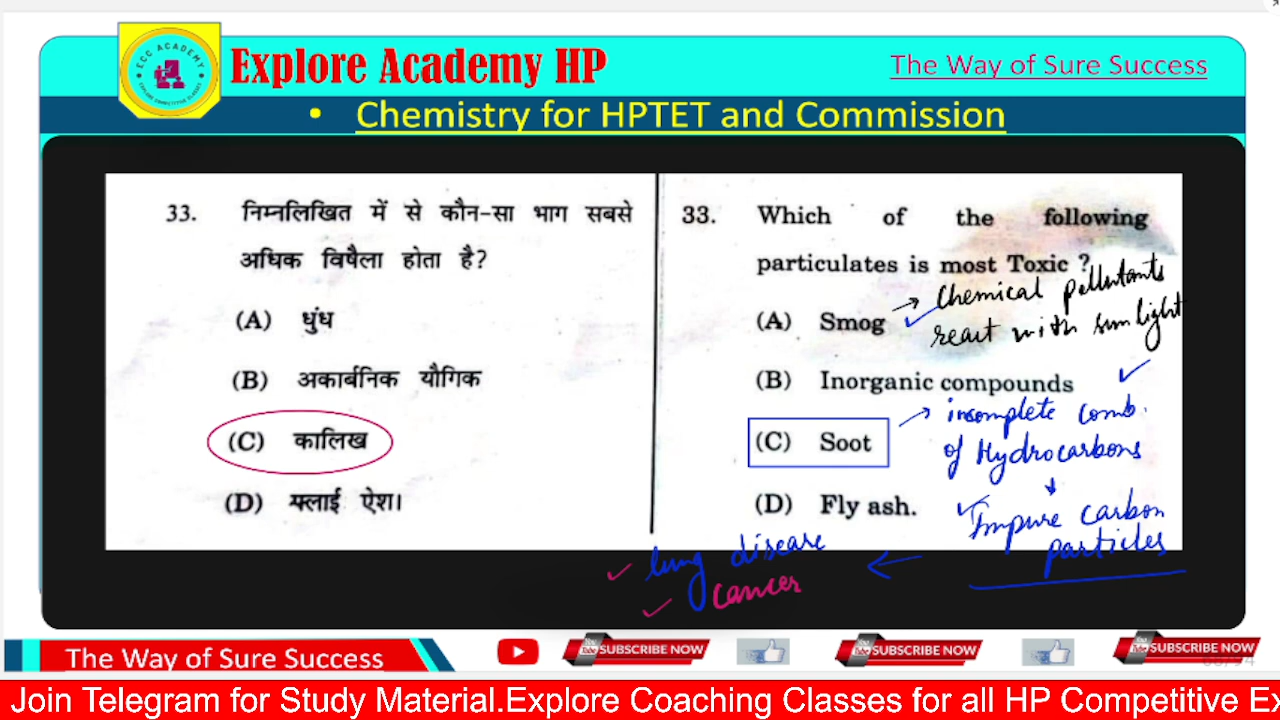 ECC ACADEMY
Explore Academy HP
The Way of Sure Success
• Chemistry for HPTET and Commission
33. निम्नलिखित में से कौन-सा भाग सबसे
अधिक विषैला होता है?
(A) धुंध
(B) अकार्बनिक यौगिक
(C) कालिख
(D) फ्लाई ऐश।
33. Which of the following
particulates is most Toxic ?
(A) Smog
(B) Inorganic compounds
(C) Soot
(D) Fly ash.
→ Chemical pollutants
react with sunlight
→ incomplete comb.
of Hydrocarbons
Impure carbon
particles
lung disease
cancer
The Way of Sure Success
SUBSCRIBE NOW
SUBSCRIBE NOW
SUBSCRIBE NOW
Join Telegram for Study Material.Explore Coaching Classes for all HP Competitive Ex